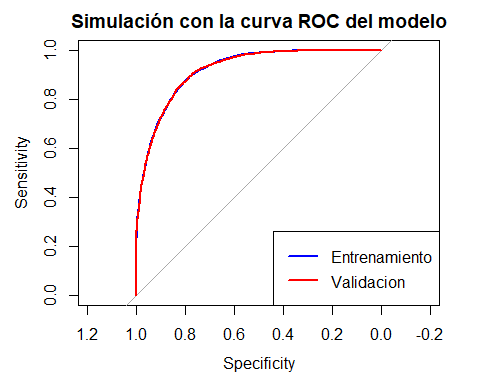 Simulación con la curva ROC del modelo
Sensitivity
1.0
0.8
0.6
0.4
0.2
0.0
Entrenamiento
Validacion
1.2 1.0 0.8 0.6 0.4 0.2 0.0 -0.2
Specificity